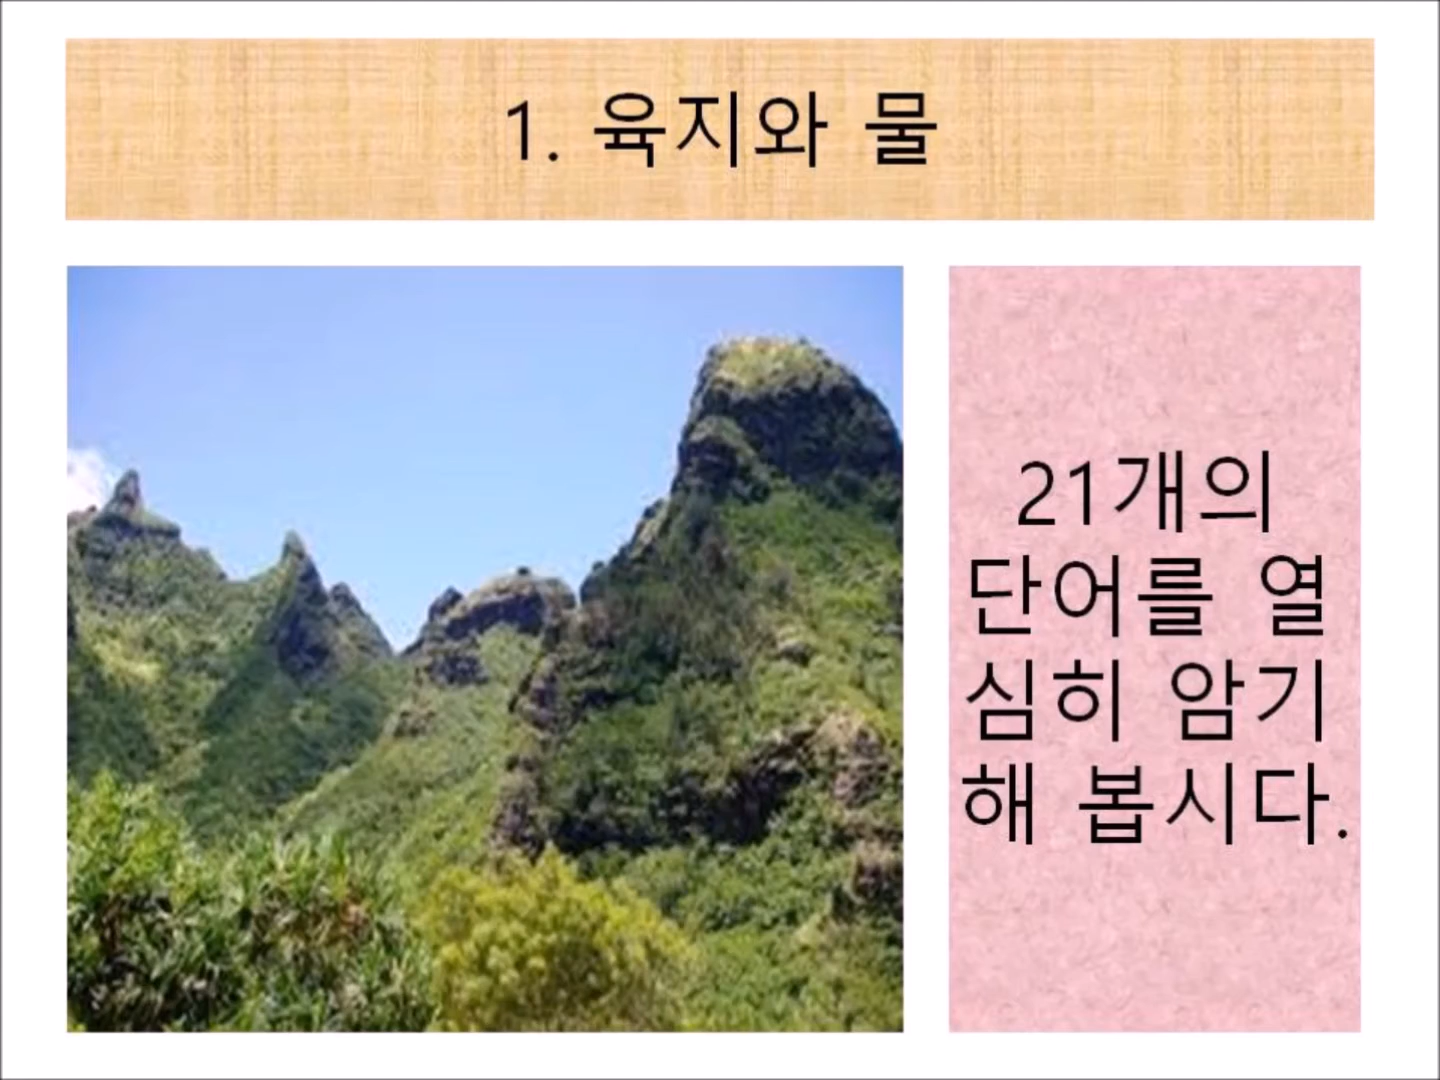 1. 육지와 물
21개의
단어를 열
심히 암기
해 봅시다.